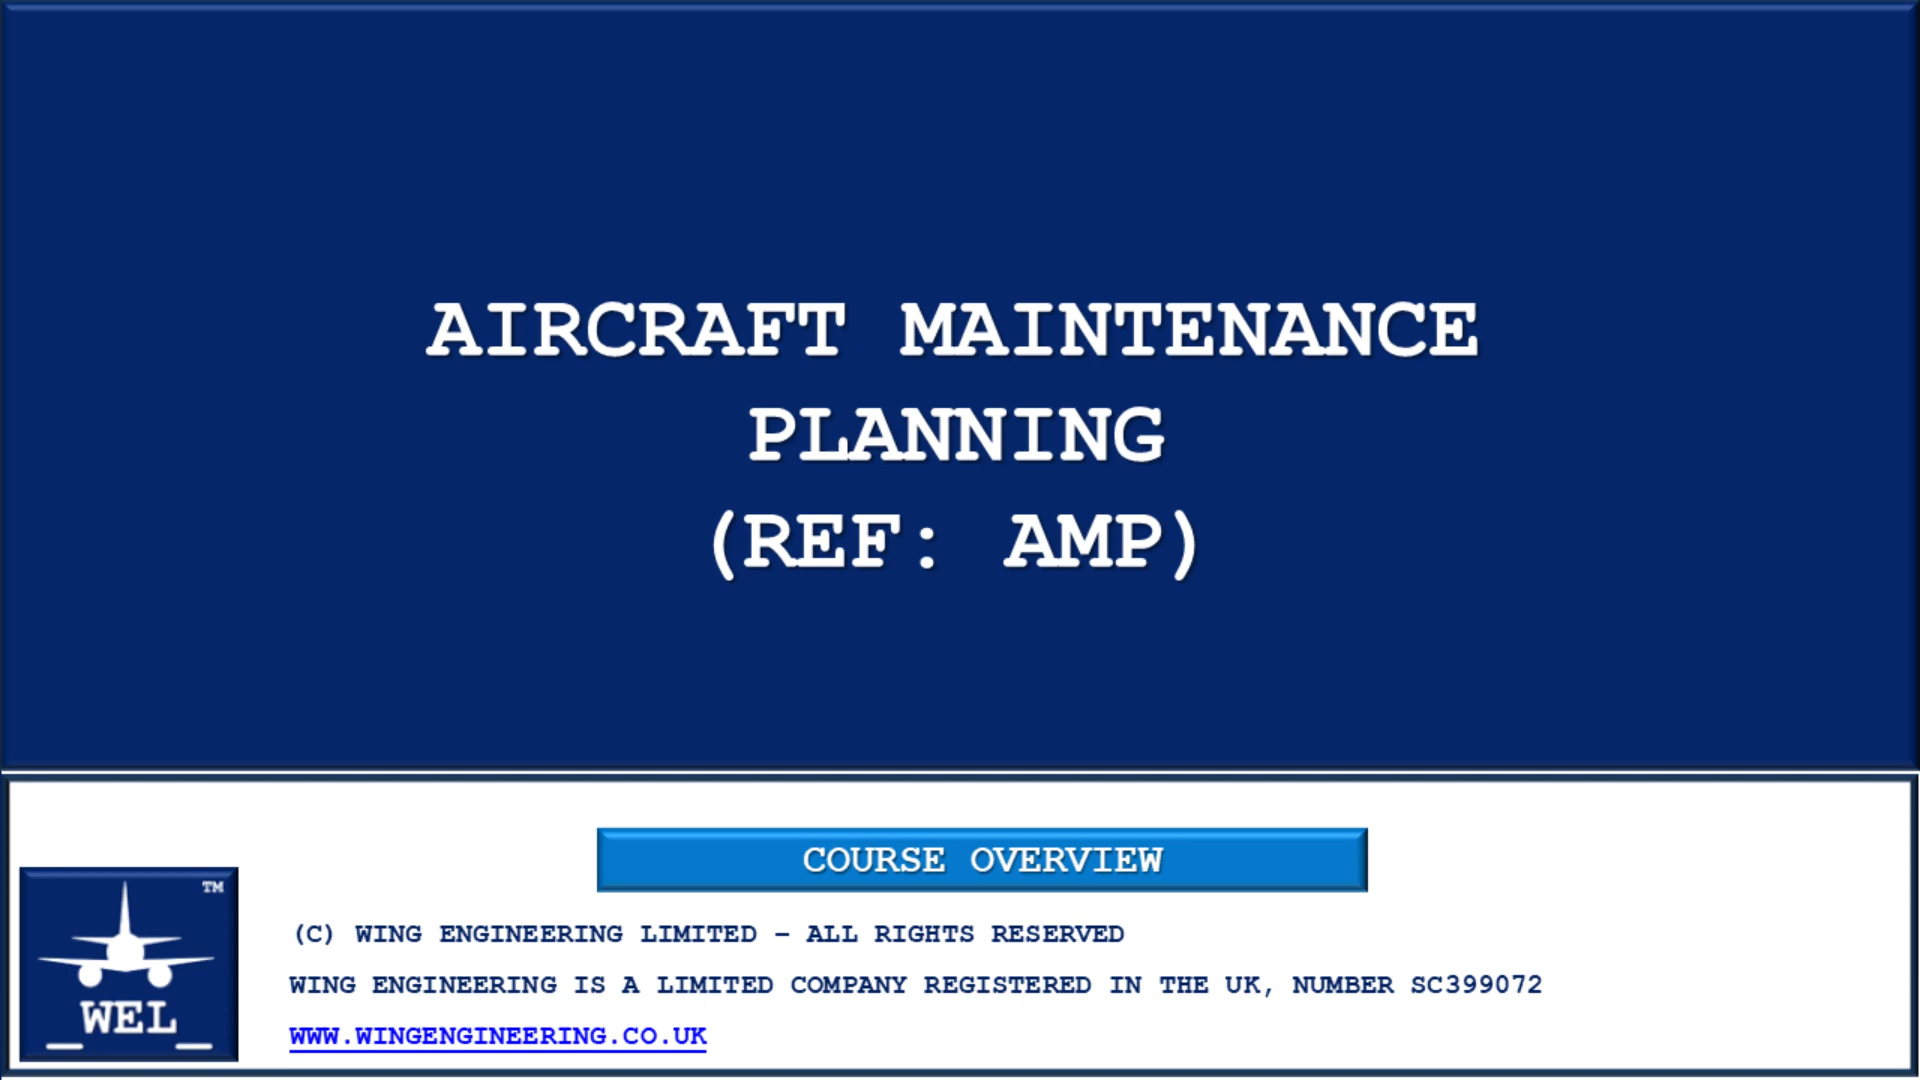 AIRCRAFT MAINTENANCE
PLANNING
(REF: AMP)
COURSE OVERVIEW
TM
WEL
(C) WING ENGINEERING LIMITED – ALL RIGHTS RESERVED
WING ENGINEERING IS A LIMITED COMPANY REGISTERED IN THE UK, NUMBER SC399072
WWW.WINGENGINEERING.CO.UK